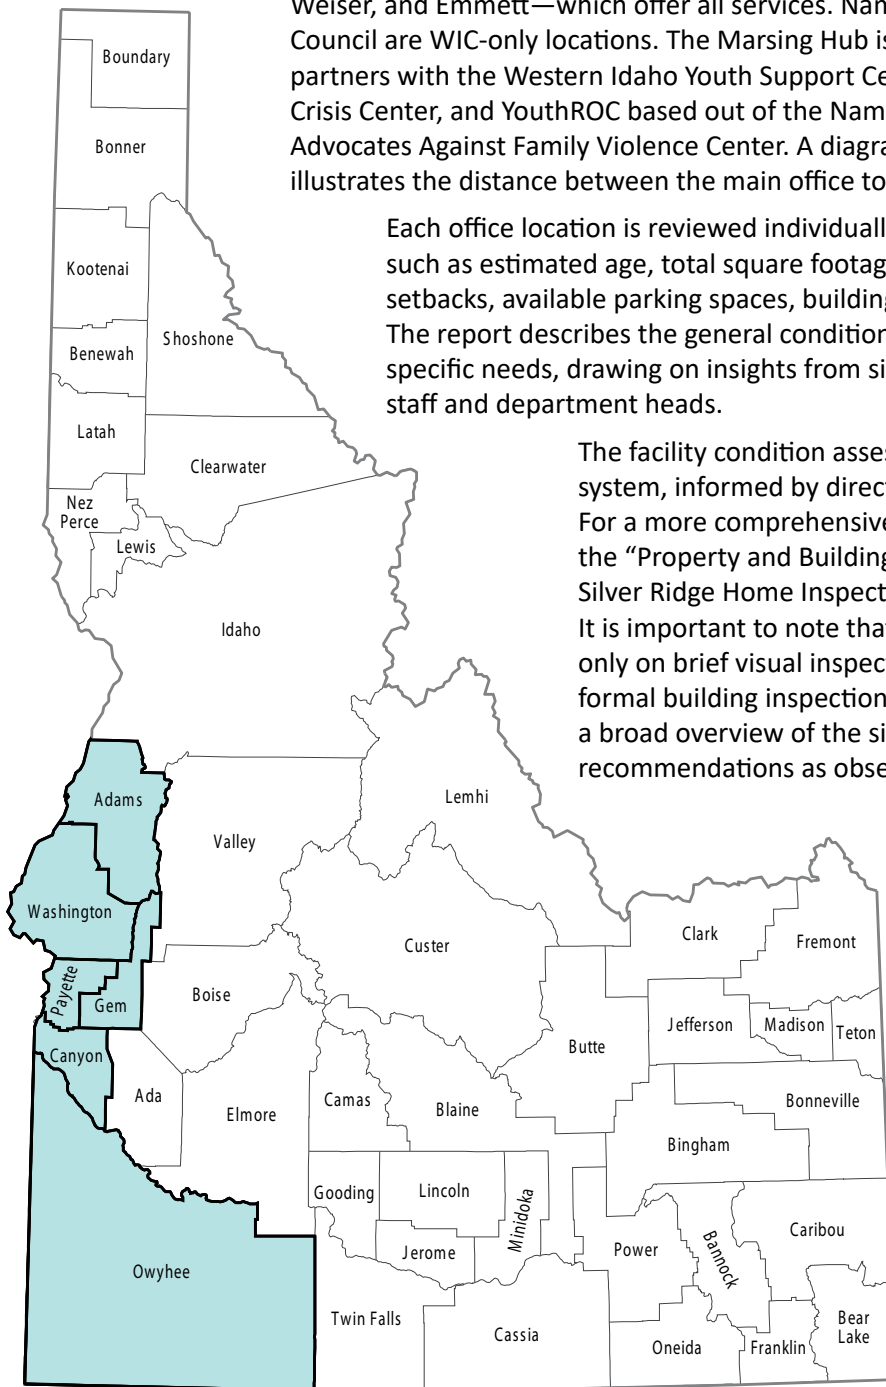 Weiser, and Emmett—which offer all services. Nam
Council are WIC-only locations. The Marsing Hub is
partners with the Western Idaho Youth Support Ce
Crisis Center, and YouthROC based out of the Nam
Advocates Against Family Violence Center. A diagra
illustrates the distance between the main office to
Each office location is reviewed individuall
such as estimated age, total square footag
setbacks, available parking spaces, building
The report describes the general condition
specific needs, drawing on insights from si
staff and department heads.
The facility condition asses
system, informed by direct
For a more comprehensive
the “Property and Building
Silver Ridge Home Inspect
It is important to note that
only on brief visual inspect
formal building inspection
a broad overview of the si
recommendations as obse
Boundary
Bonner
Kootenai
Shoshone
Benewah
Latah
Clearwater
Nez
Perce
Lewis
Idaho
Adams
Lemhi
Valley
Washington
Custer
Clark
Fremont
Payette
Gem
Boise
Butte
Jefferson
Madison
Teton
Canyon
Ada
Elmore
Camas
Blaine
Bonneville
Bingham
Gooding
Lincoln
Minidoka
Jerome
Power
Bannock
Caribou
Owyhee
Twin Falls
Cassia
Oneida
Franklin
Bear
Lake